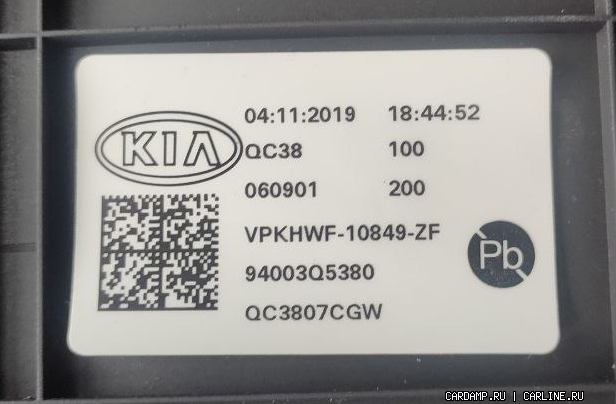 04:11:2019 18:44:52
KIA QC38 100
060901 200
VPKHWF-10849-ZF
Pb
94003Q5380
QC3807CGW
CARDAMP.RU | CARLINE.RU